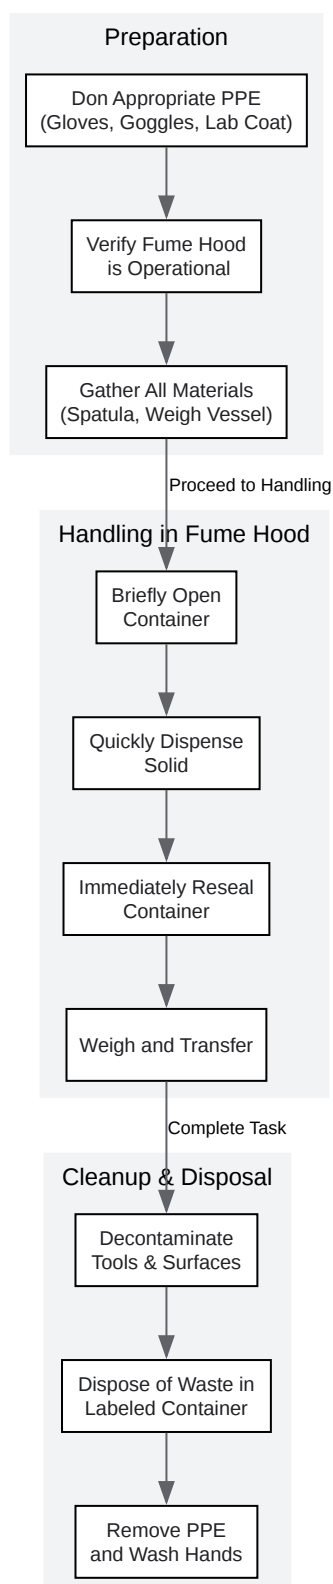 Preparation
Don Appropriate PPE
(Gloves, Goggles, Lab Coat)
Verify Fume Hood
is Operational
Gather All Materials
(Spatula, Weigh Vessel)
Proceed to Handling
Handling in Fume Hood
Briefly Open
Container
Quickly Dispense
Solid
Immediately Reseal
Container
Weigh and Transfer
Complete Task
Cleanup & Disposal
Decontaminate
Tools & Surfaces
Dispose of Waste in
Labeled Container
Remove PPE
and Wash Hands